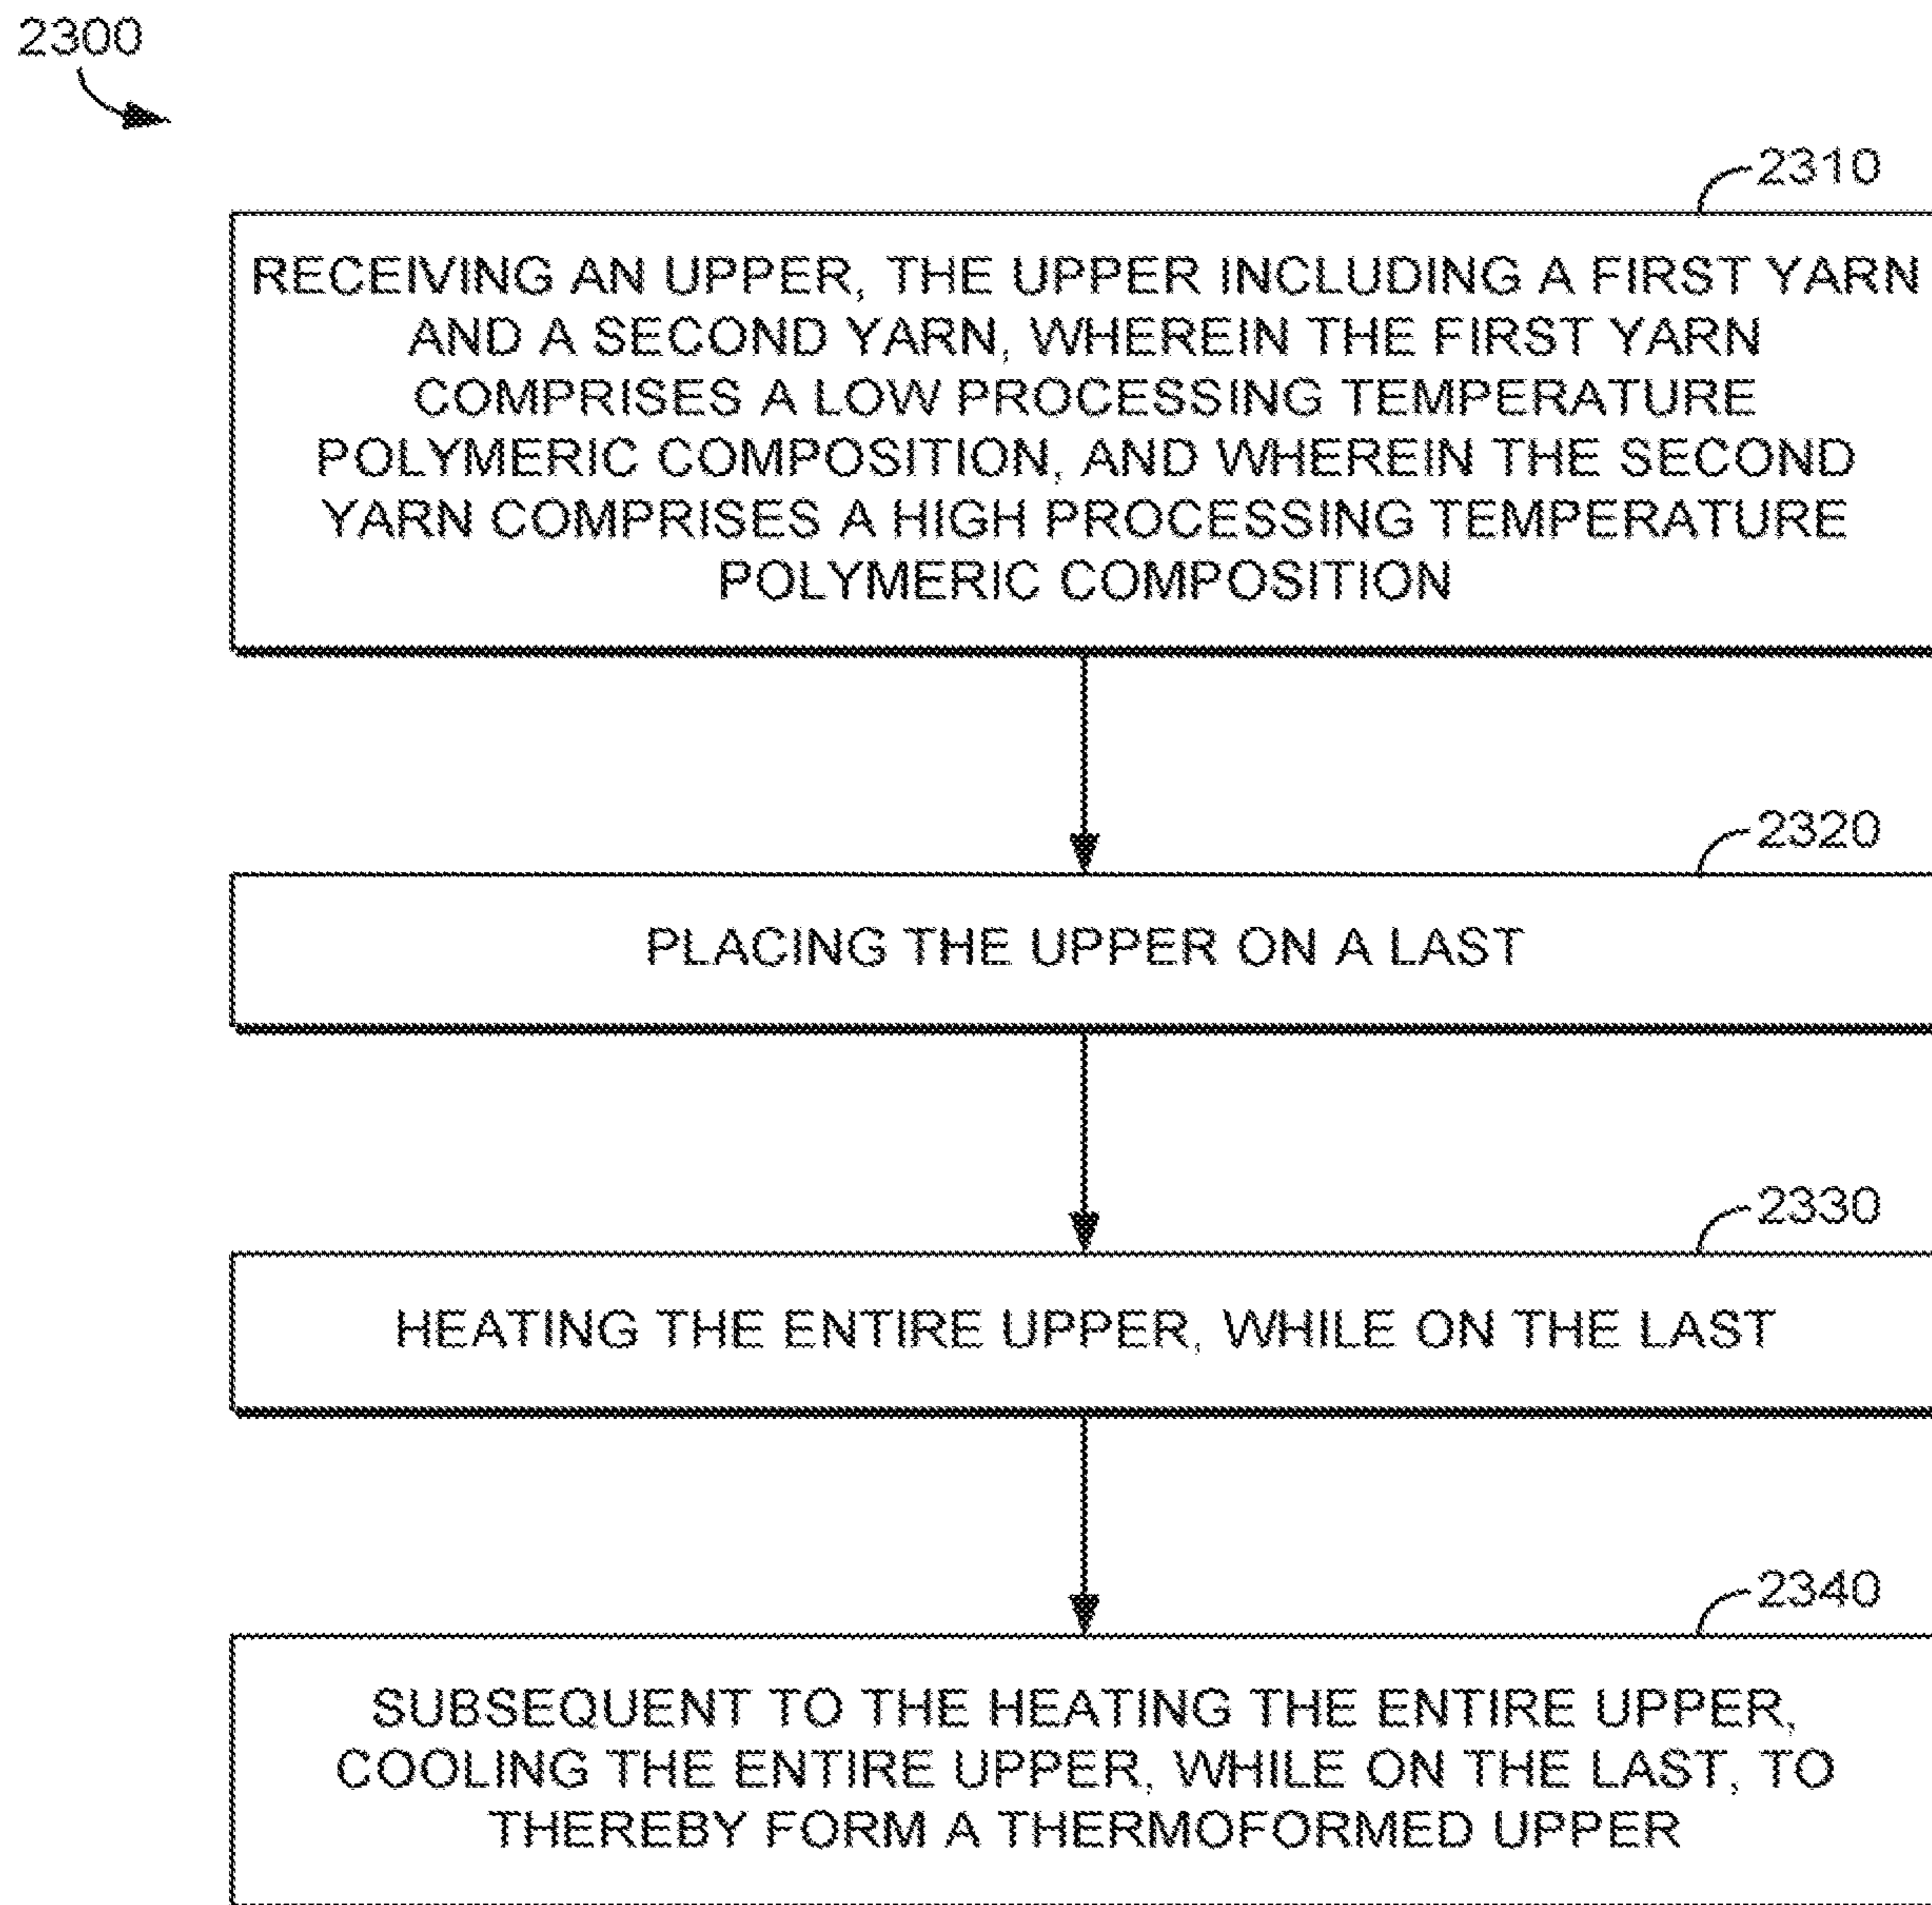 2300
2310
RECEIVING AN UPPER, THE UPPER INCLUDING A FIRST YARN
AND A SECOND YARN, WHEREIN THE FIRST YARN
COMPRISES A LOW PROCESSING TEMPERATURE
POLYMERIC COMPOSITION, AND WHEREIN THE SECOND
YARN COMPRISES A HIGH PROCESSING TEMPERATURE
POLYMERIC COMPOSITION
2320
PLACING THE UPPER ON A LAST
2330
HEATING THE ENTIRE UPPER, WHILE ON THE LAST
2340
SUBSEQUENT TO THE HEATING THE ENTIRE UPPER,
COOLING THE ENTIRE UPPER, WHILE ON THE LAST, TO
THEREBY FORM A THERMOFORMED UPPER